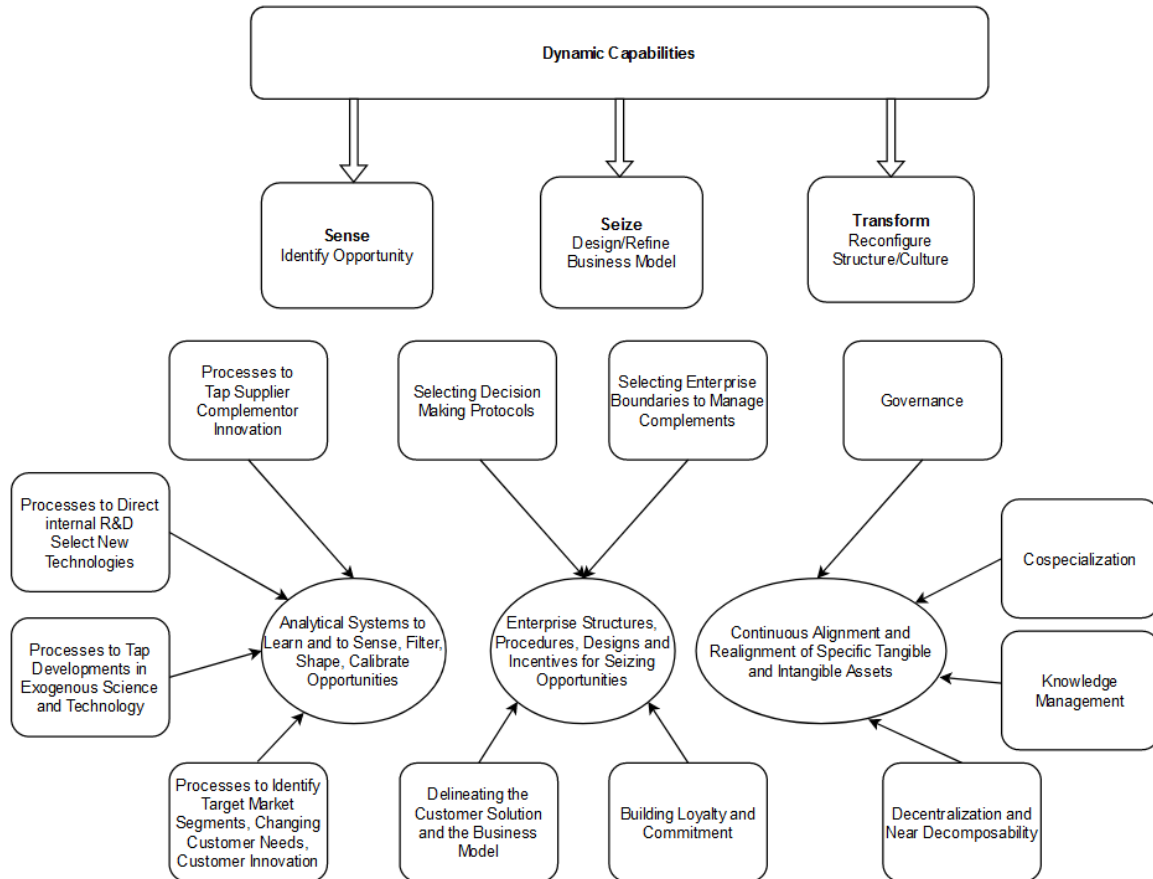 Dynamic Capabilities
Sense
Identify Opportunity
Seize
Design/Refine
Business Model
Transform
Reconfigure
Structure/Culture
Processes to
Tap Supplier
Complementor
Innovation
Selecting Decision
Making Protocols
Selecting Enterprise
Boundaries to Manage
Complements
Governance
Processes to Direct
internal R&D
Select New
Technologies
Cospecialization
Processes to Tap
Developments in
Exogenous Science
and Technology
Analytical Systems to
Learn and to Sense, Filter,
Shape, Calibrate
Opportunities
Enterprise Structures,
Procedures, Designs and
Incentives for Seizing
Opportunities
Continuous Alignment and
Realignment of Specific Tangible
and Intangible Assets
Knowledge
Management
Processes to Identify
Target Market
Segments, Changing
Customer Needs,
Customer Innovation
Delineating the
Customer Solution
and the Business
Model
Building Loyalty and
Commitment
Decentralization and
Near Decomposability